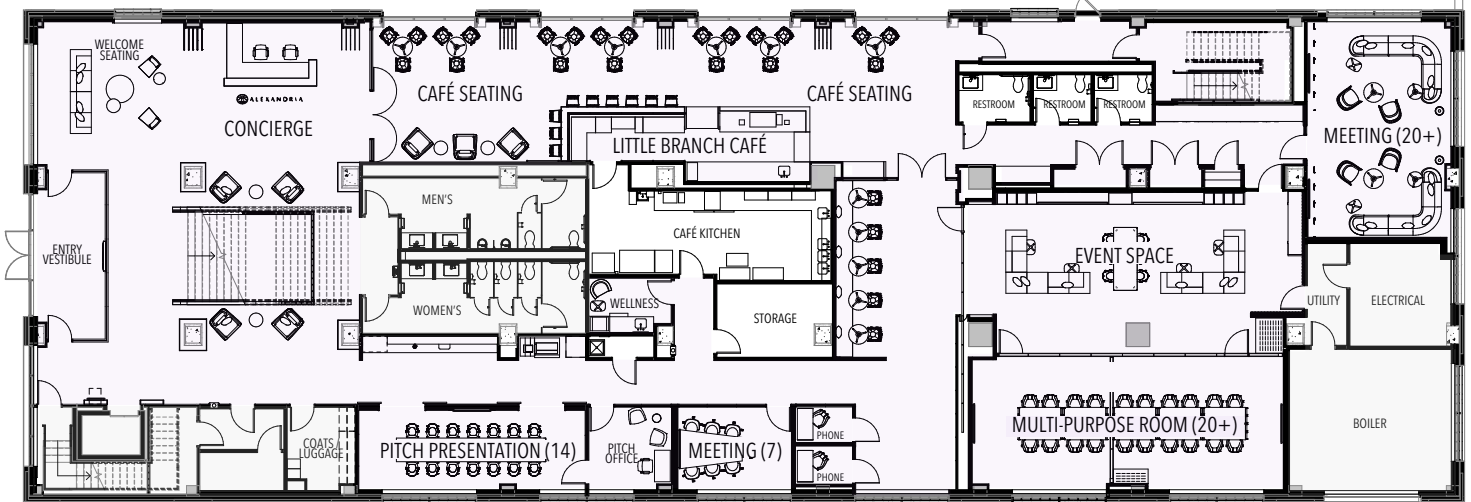 WELCOME
SEATING
ALEXANDRIA
CONCIERGE
CAFÉ SEATING
CAFÉ SEATING
LITTLE BRANCH CAFÉ
RESTROOM
RESTROOM
RESTROOM
MEETING (20+)
MEN'S
CAFÉ KITCHEN
ENTRY
VESTIBULE
EVENT SPACE
WOMEN'S
WELLNESS
STORAGE
UTILITY
ELECTRICAL
COATS /
LUGGAGE
PITCH PRESENTATION (14)
PITCH
OFFICE
MEETING (7)
PHONE
PHONE
MULTI-PURPOSE ROOM (20+)
BOILER